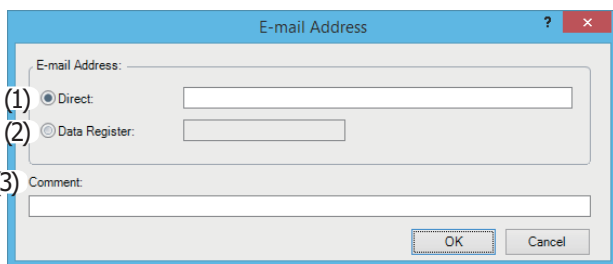 E-mail Address
?
×
E-mail Address:
(1) Direct:
(2) Data Register:
(3) Comment:
OK
Cancel